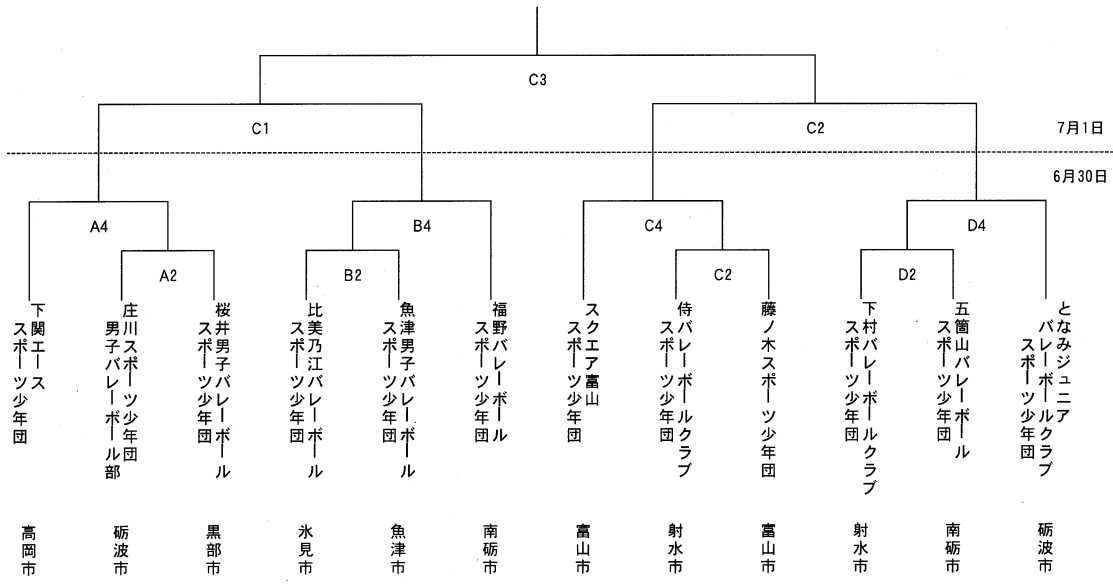 C3
C1
C2
7月1日
6月30日
A4
B4
C4
D4
A2
B2
C2
D2
下関エース
スポーツ少年団
庄川スポーツ少年団
男子バレーボール部
桜井男子バレーボール
スポーツ少年団
比美乃江バレーボール
スポーツ少年団
魚津男子バレーボール
スポーツ少年団
福野バレーボール
スポーツ少年団
スクエア富山
スポーツ少年団
侍バレーボールクラブ
スポーツ少年団
藤ノ木スポーツ少年団
下村バレーボールクラブ
スポーツ少年団
五箇山バレーボール
スポーツ少年団
となみジュニア
バレーボールクラブ
スポーツ少年団
高岡市
砺波市
黒部市
氷見市
魚津市
南砺市
富山市
射水市
富山市
射水市
南砺市
砺波市